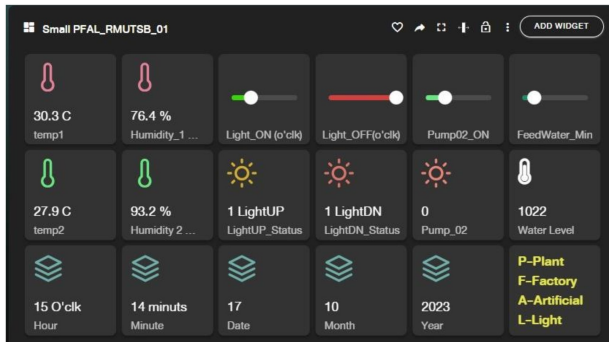 Small PFAL_RMUTSB_01
ADD WIDGET
30.3 C
temp1
76.4 %
Humidity_1 ...
Light_ON (o'clk)
Light_OFF(o'clk)
Pump02_ON
FeedWater_Min
27.9 C
temp2
93.2 %
Humidity 2 ...
1 LightUP
LightUP_Status
1 LightDN
LightDN_Status
0
Pump_02
1022
Water Level
15 O'clk
Hour
14 minuts
Minute
17
Date
10
Month
2023
Year
P-Plant
F-Factory
A-Artificial
L-Light